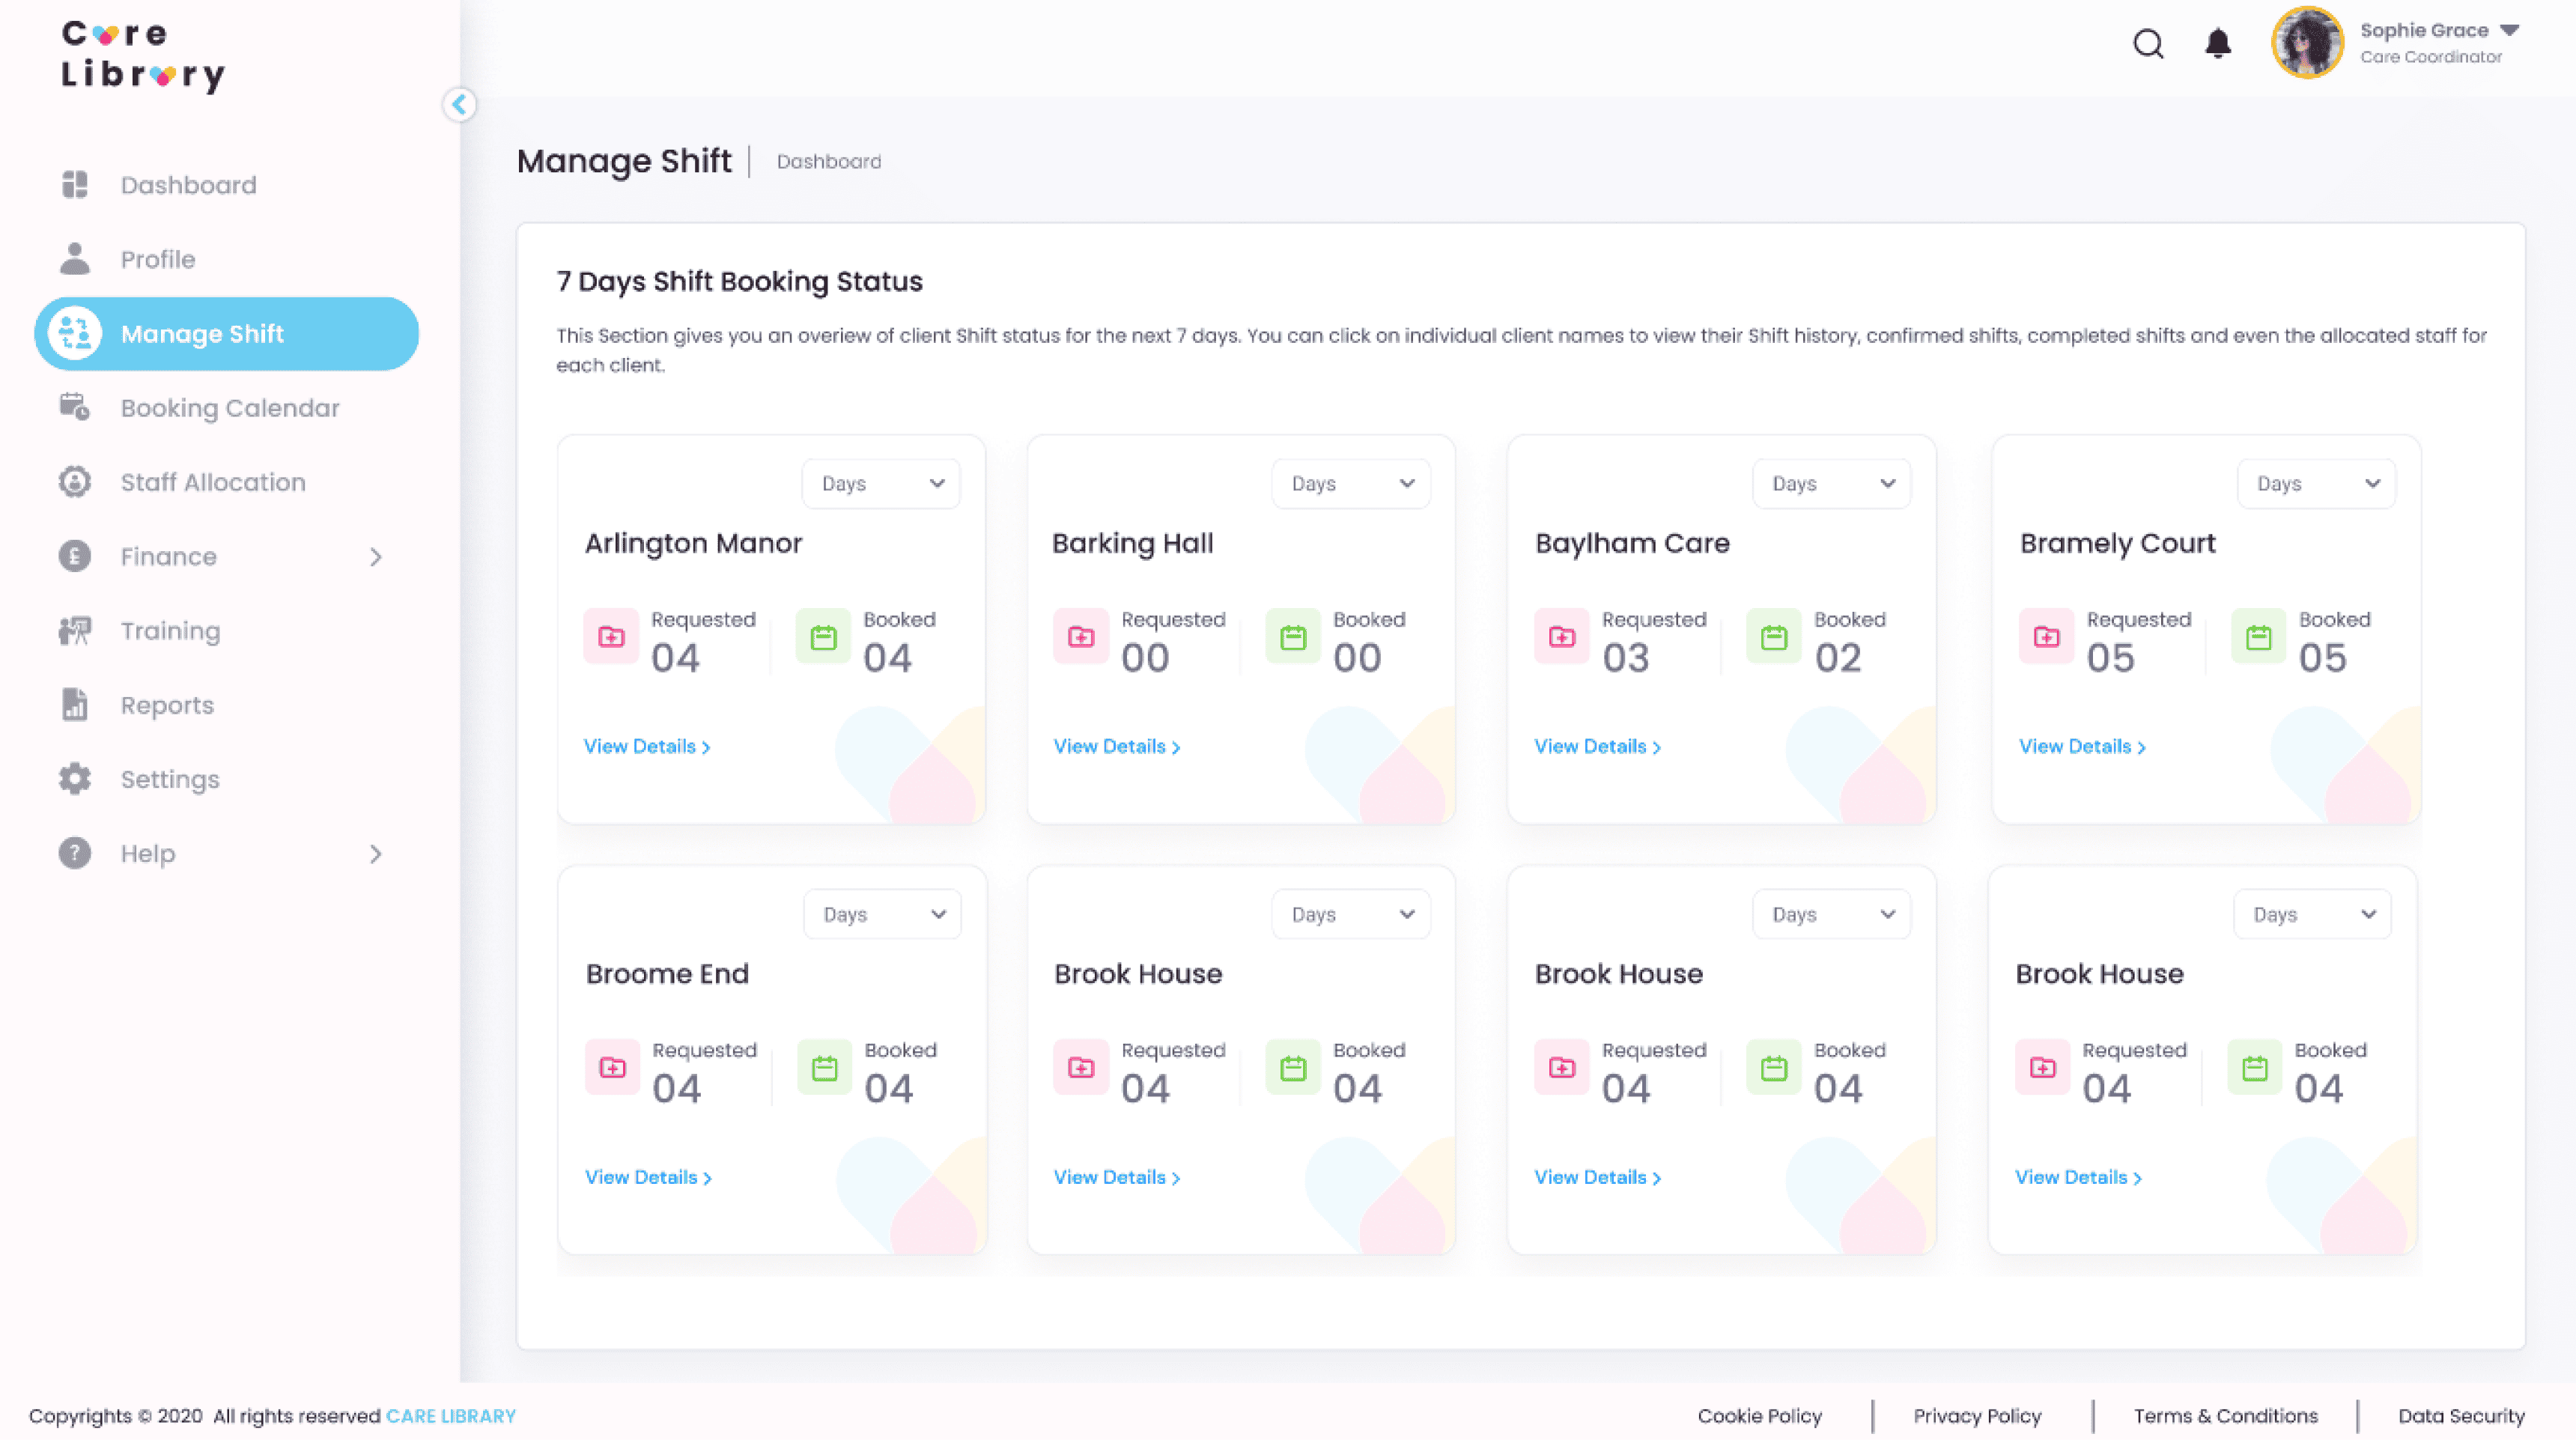 Care
Library
Sophie Grace
Care Coordinator
Dashboard
Profile
Manage Shift
Booking Calendar
Staff Allocation
Finance
Training
Reports
Settings
Help
Manage Shift
Dashboard
7 Days Shift Booking Status
This Section gives you an overiew of client Shift status for the next 7 days. You can click on individual client names to view their Shift history, confirmed shifts, completed shifts and even the allocated staff for
each client.
Days
Arlington Manor
Requested
04
Booked
04
View Details
Days
Barking Hall
Requested
00
Booked
00
View Details
Days
Baylham Care
Requested
03
Booked
02
View Details
Days
Bramely Court
Requested
05
Booked
05
View Details
Days
Broome End
Requested
04
Booked
04
View Details
Days
Brook House
Requested
04
Booked
04
View Details
Days
Brook House
Requested
04
Booked
04
View Details
Days
Brook House
Requested
04
Booked
04
View Details
Copyrights © 2020 All rights reserved CARE LIBRARY
Cookie Policy
Privacy Policy
Terms & Conditions
Data Security